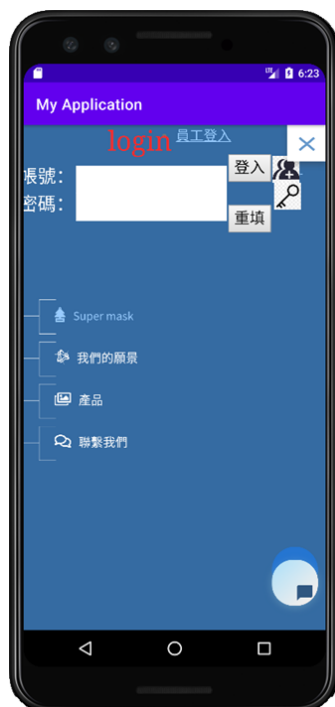 6:23
My Application
login 員工登入
帳號： 登入
密碼：
重填
Super mask
我們的願景
產品
聯繫我們